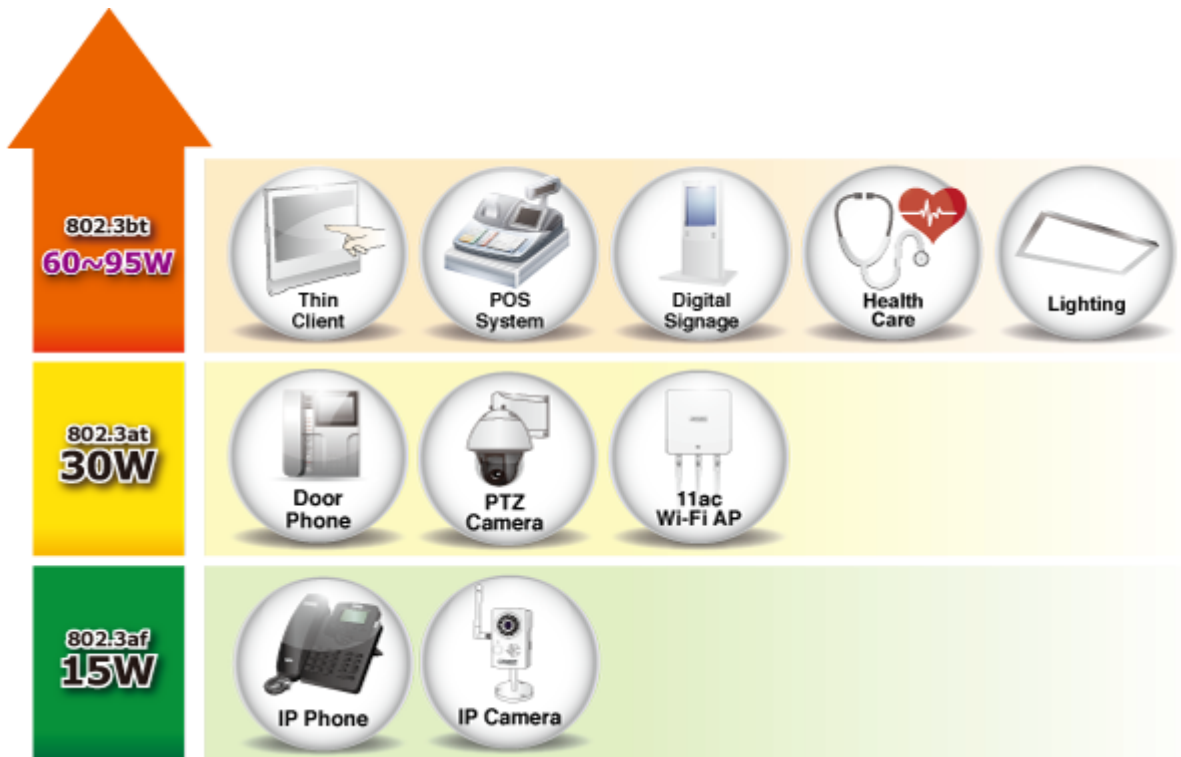 802.3bt
60~95W
Thin
Client
POS
System
Digital
Signage
Health
Care
Lighting
802.3at
30W
Door
Phone
PTZ
Camera
11ac
Wi-Fi AP
802.3af
15W
IP Phone
IP Camera